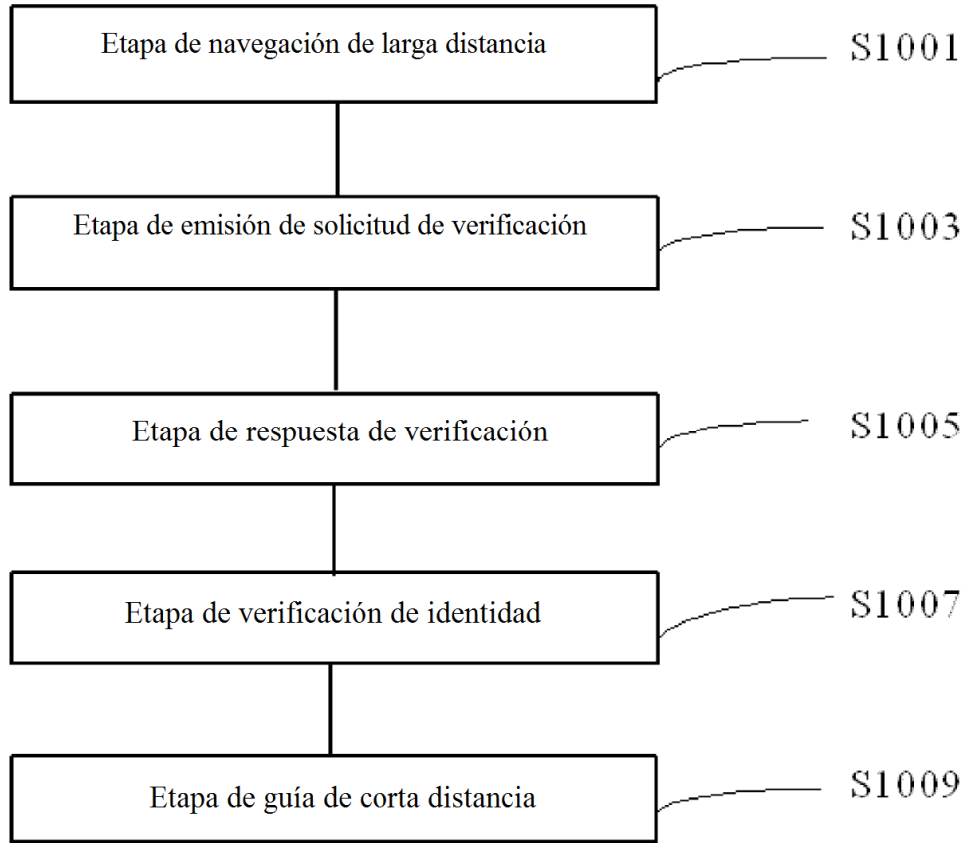 Etapa de navegación de larga distancia
S1001
Etapa de emisión de solicitud de verificación
S1003
Etapa de respuesta de verificación
S1005
Etapa de verificación de identidad
S1007
Etapa de guía de corta distancia
S1009